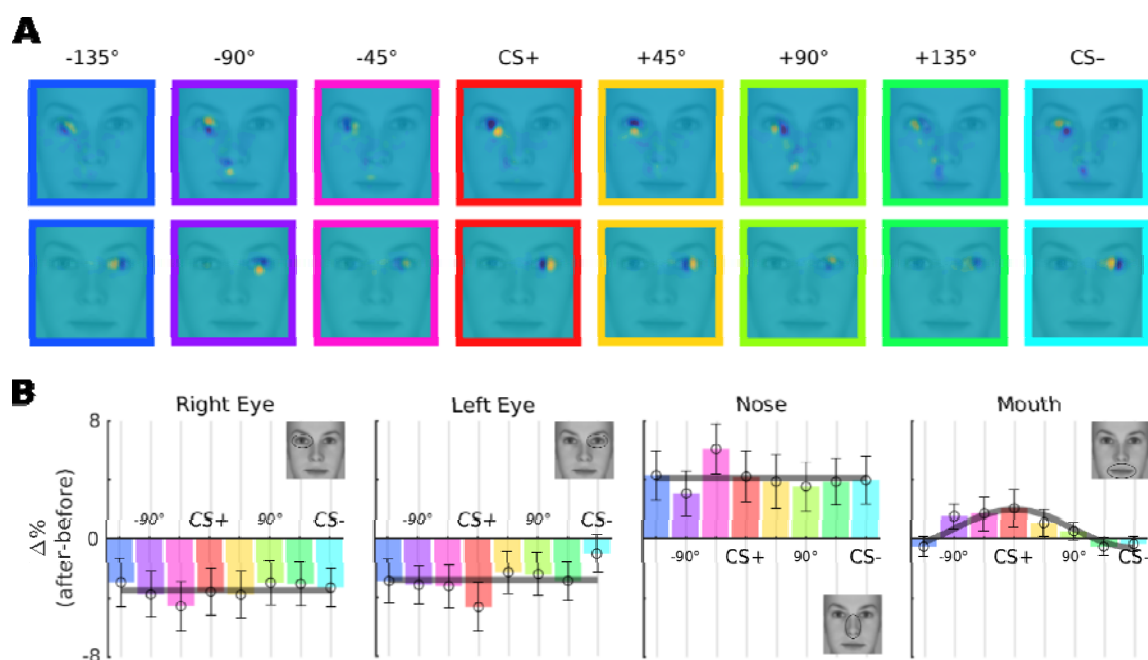 A
-135° -90° -45° CS+ +45° +90° +135° CS–
B
Right Eye Left Eye Nose Mouth
8
-90° CS+ 90° CS-
-90° CS+ 90° CS-
0
-90° CS+ 90° CS-
-90° CS+ 90° CS-
Δ%
(after-before)
-8